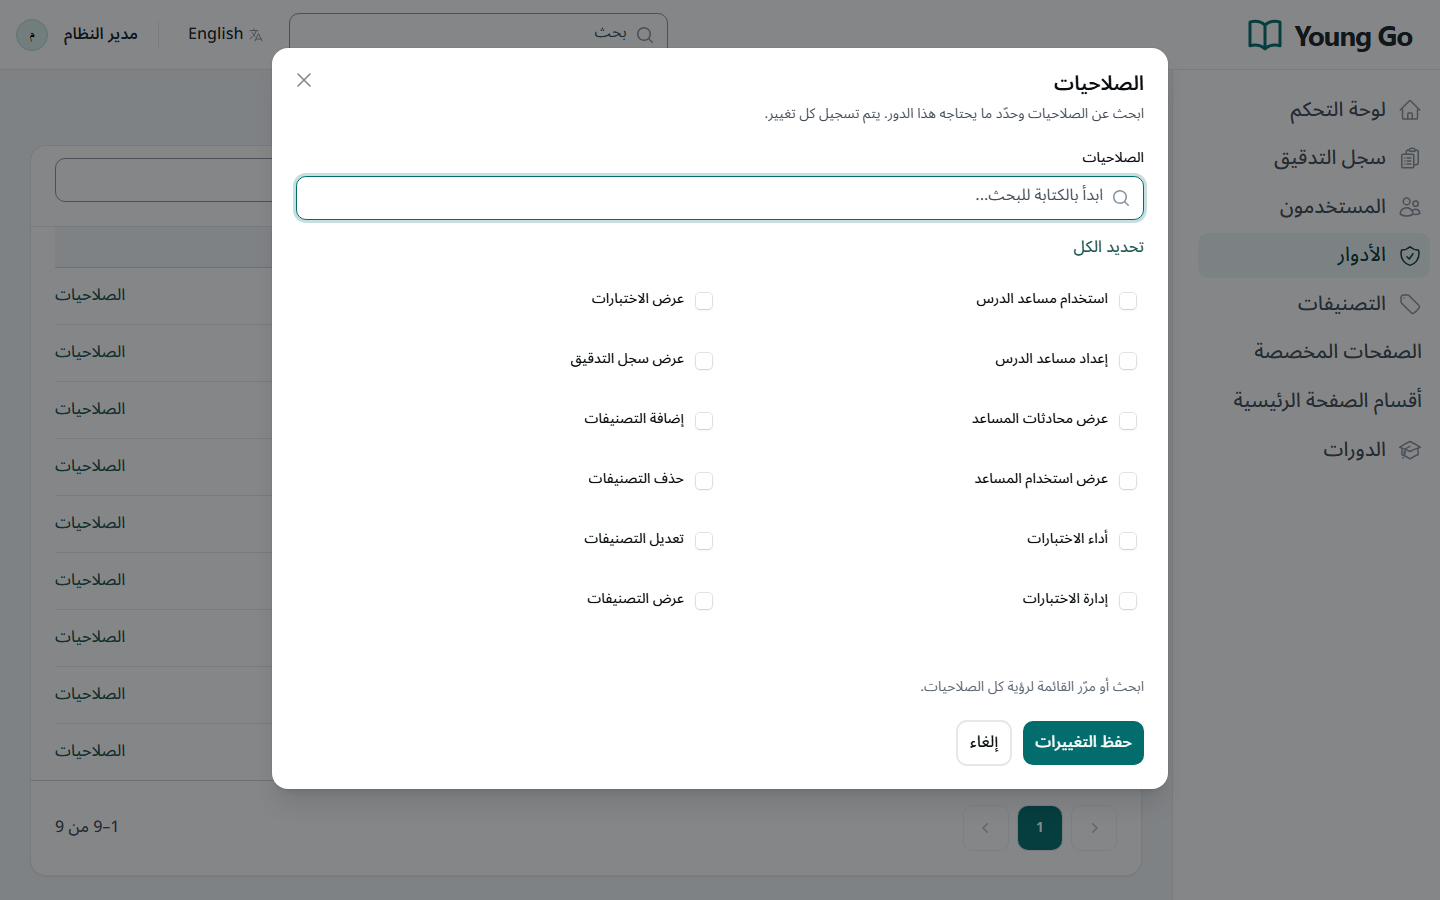 Young Go
بحث
English
مدير النظام
م
لوحة التحكم
سجل التدقيق
المستخدمون
الأدوار
التصنيفات
الصفحات المخصصة
أقسام الصفحة الرئيسية
الدورات
الصلاحيات
ابحث عن الصلاحيات وحدّد ما يحتاجه هذا الدور. يتم تسجيل كل تغيير.
الصلاحيات
ابدأ بالكتابة للبحث...
تحديد الكل
استخدام مساعد الدرس
عرض الاختبارات
إعداد مساعد الدرس
عرض سجل التدقيق
عرض محادثات المساعد
إضافة التصنيفات
عرض استخدام المساعد
حذف التصنيفات
أداء الاختبارات
تعديل التصنيفات
إدارة الاختبارات
عرض التصنيفات
ابحث أو مرّر القائمة لرؤية كل الصلاحيات.
حفظ التغييرات
إلغاء
الصلاحيات
الصلاحيات
الصلاحيات
الصلاحيات
الصلاحيات
الصلاحيات
الصلاحيات
الصلاحيات
الصلاحيات
1
1–9 من 9